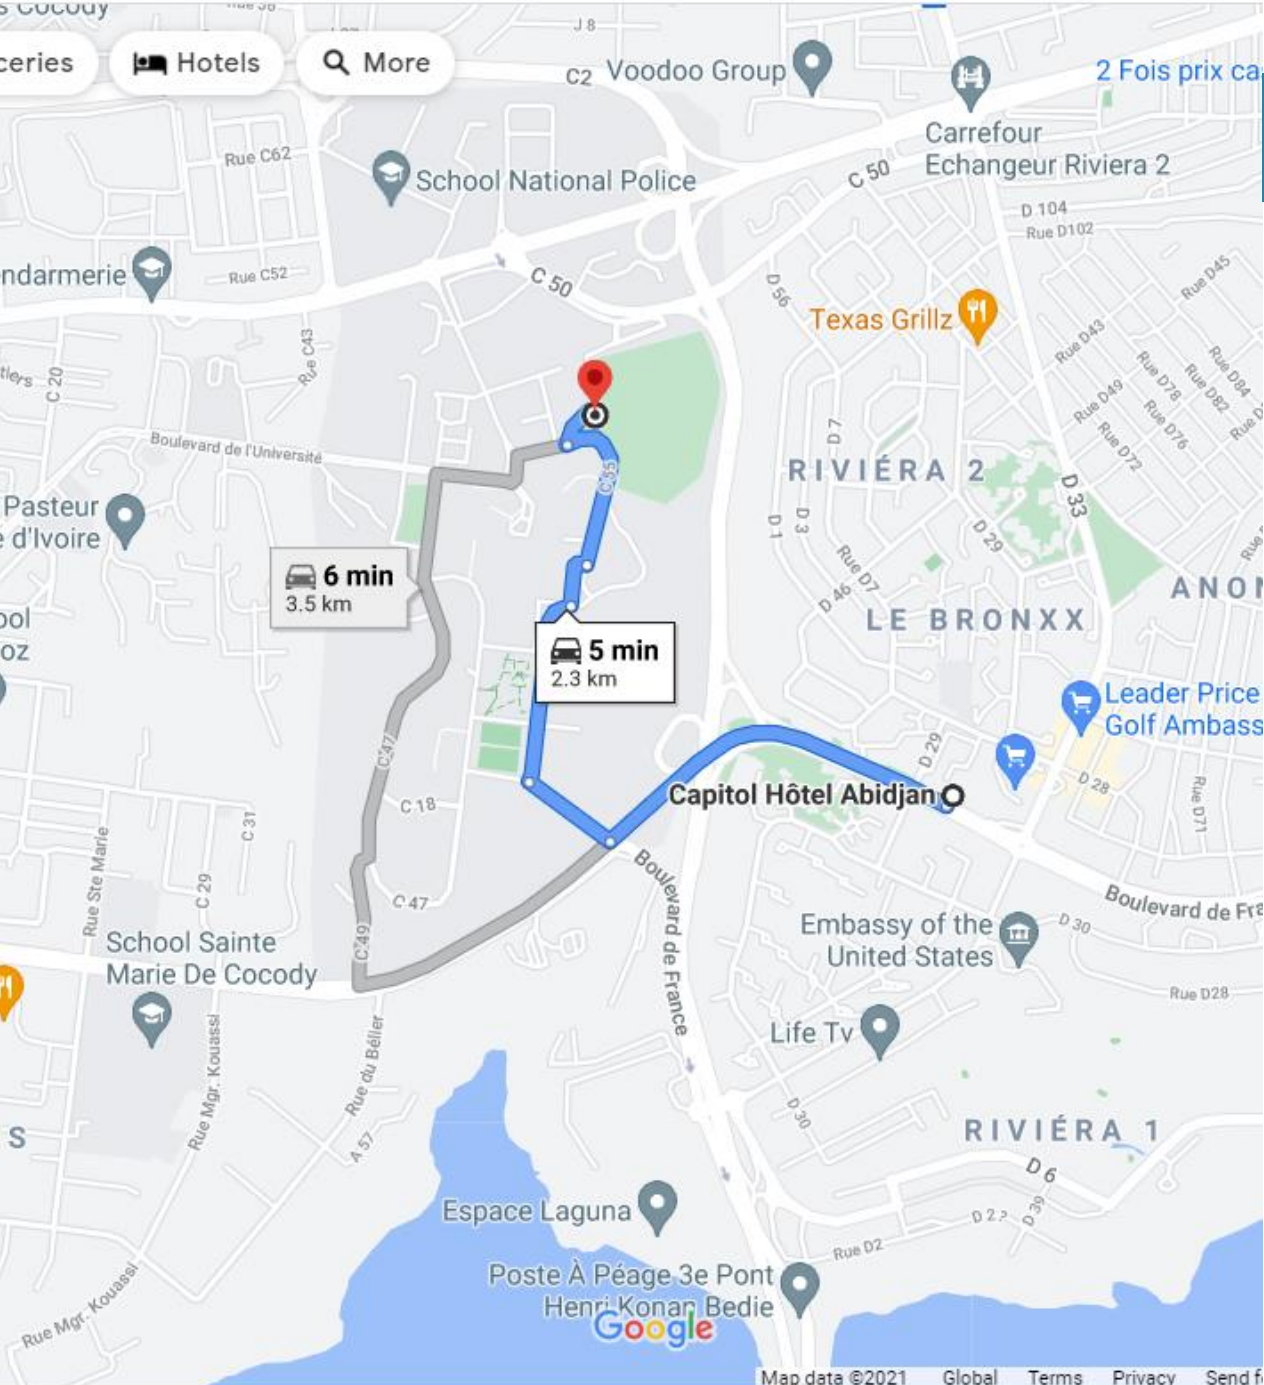 s Cocody
J 8
ceries
Hotels
More
C2
Voodoo Group
2 Fois prix ca
Carrefour
Echangeur Riviera 2
Rue C62
School National Police
C 50
D 104
Rue D102
ndarmerie
Rue C52
C 50
D 56
Rue D45
Texas Grillz
Rue C43
Rue D43
tiers
C 20
Rue D78
Rue D84
Rue D82
Rue D49
Rue D76
Rue D72
Boulevard de l'Université
D 7
RIVIÉRA 2
D 33
Pasteur
e d'Ivoire
D 1
D 3
D 29
6 min
3.5 km
Rue D7
D 46
ANON
LE BRONXX
ool
oz
5 min
2.3 km
Leader Price
Golf Ambass
C47
D 29
Capitol Hôtel Abidjan
D 28
Rue D71
C 18
C 31
Rue Ste Marie
C 29
C 47
Boulevard de France
Boulevard de Fra
Embassy of the
United States
D 30
C49
School Sainte
Marie De Cocody
Rue D28
Life Tv
Rue Mgr. Kouassi
Rue du Bélier
A 57
D 30
S
RIVIÉRA 1
D 6
Espace Laguna
D 39
Rue D2
Poste À Péage 3e Pont
Henri Konan Bedie
Rue Mgr. Kouassi
Google
Map data ©2021
Global
Terms
Privacy
Send f